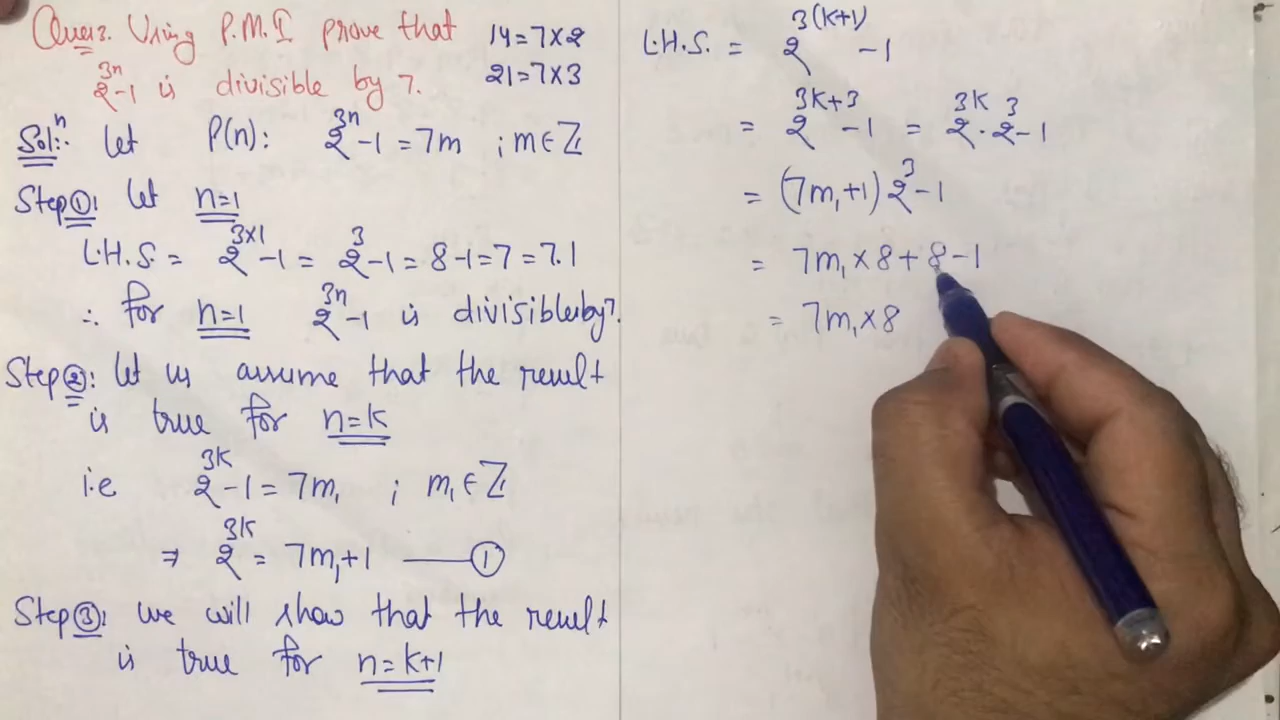 Ques2. Using P.M.I prove that
2^{3n}-1 is divisible by 7.
14=7×2
21=7×3
Sol^n:- let P(n): 2^{3n}-1=7m ; m∈Z
Step①: let n=1
L.H.S. = 2^{3×1}-1 = 2^3-1=8-1=7=7.1
∴ for n=1 2^{3n}-1 is divisible by 7.
Step②: let us assume that the result
is true for n=k
i.e 2^{3k}-1=7m₁ ; m₁∈Z
⇒ 2^{3k} = 7m₁+1 ——①
Step③: we will show that the result
is true for n=k+1
L.H.S. = 2^{3(k+1)}-1
= 2^{3k+3}-1 = 2^{3k}.2^3-1
= (7m₁+1)2^3-1
= 7m₁×8+8-1
= 7m₁×8